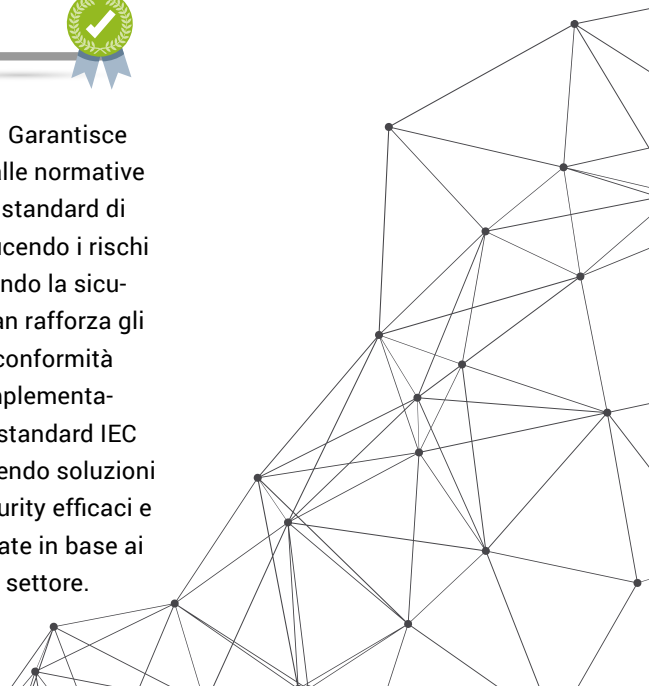 Garantisce
alle normative
standard di
ucendo i rischi
ndo la sicu-
an rafforza gli
conformità
nplementa-
standard IEC
endo soluzioni
urity efficaci e
ate in base ai
settore.